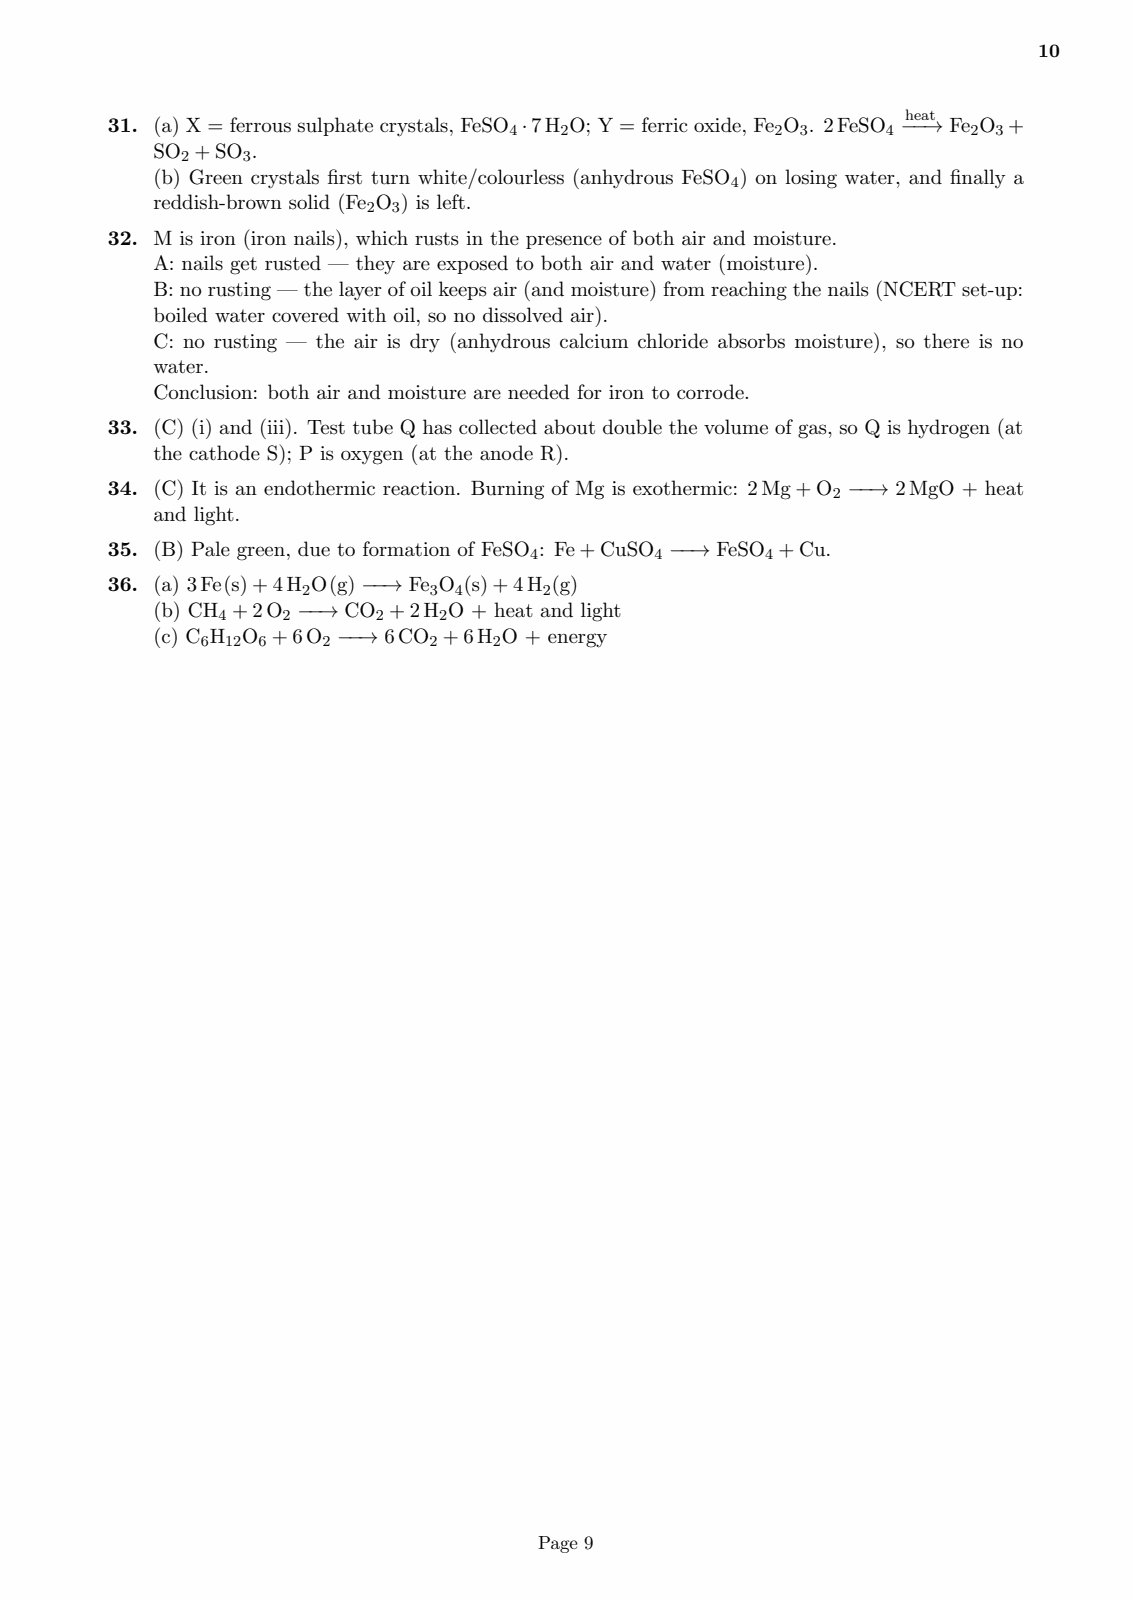 10
31. (a) X = ferrous sulphate crystals, FeSO₄ · 7 H₂O; Y = ferric oxide, Fe₂O₃. 2 FeSO₄ —heat→ Fe₂O₃ +
SO₂ + SO₃.
(b) Green crystals first turn white/colourless (anhydrous FeSO₄) on losing water, and finally a
reddish-brown solid (Fe₂O₃) is left.
32. M is iron (iron nails), which rusts in the presence of both air and moisture.
A: nails get rusted — they are exposed to both air and water (moisture).
B: no rusting — the layer of oil keeps air (and moisture) from reaching the nails (NCERT set-up:
boiled water covered with oil, so no dissolved air).
C: no rusting — the air is dry (anhydrous calcium chloride absorbs moisture), so there is no
water.
Conclusion: both air and moisture are needed for iron to corrode.
33. (C) (i) and (iii). Test tube Q has collected about double the volume of gas, so Q is hydrogen (at
the cathode S); P is oxygen (at the anode R).
34. (C) It is an endothermic reaction. Burning of Mg is exothermic: 2 Mg + O₂ ⟶ 2 MgO + heat
and light.
35. (B) Pale green, due to formation of FeSO₄: Fe + CuSO₄ ⟶ FeSO₄ + Cu.
36. (a) 3 Fe(s) + 4 H₂O(g) ⟶ Fe₃O₄(s) + 4 H₂(g)
(b) CH₄ + 2 O₂ ⟶ CO₂ + 2 H₂O + heat and light
(c) C₆H₁₂O₆ + 6 O₂ ⟶ 6 CO₂ + 6 H₂O + energy
Page 9